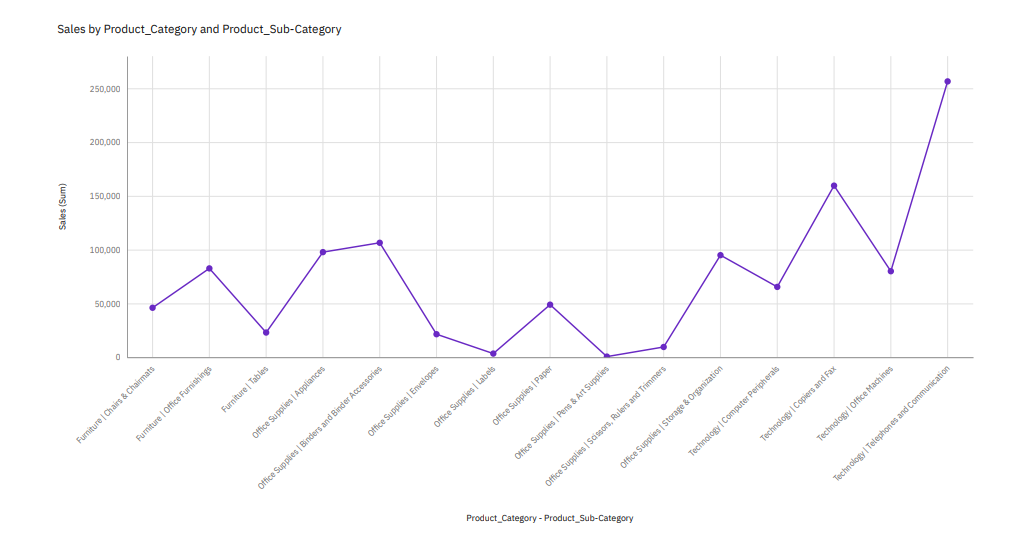 Sales by Product_Category and Product_Sub-Category
250,000
200,000
150,000
100,000
50,000
0
Sales (Sum)
Furniture | Chairs & Chairmats
Furniture | Office Furnishings
Furniture | Tables
Office Supplies | Appliances
Office Supplies | Binders and Binder Accessories
Office Supplies | Envelopes
Office Supplies | Labels
Office Supplies | Paper
Office Supplies | Pens & Art Supplies
Office Supplies | Scissors, Rulers and Trimmers
Office Supplies | Storage & Organization
Technology | Computer Peripherals
Technology | Copiers and Fax
Technology | Office Machines
Technology | Telephones and Communication
Product_Category - Product_Sub-Category